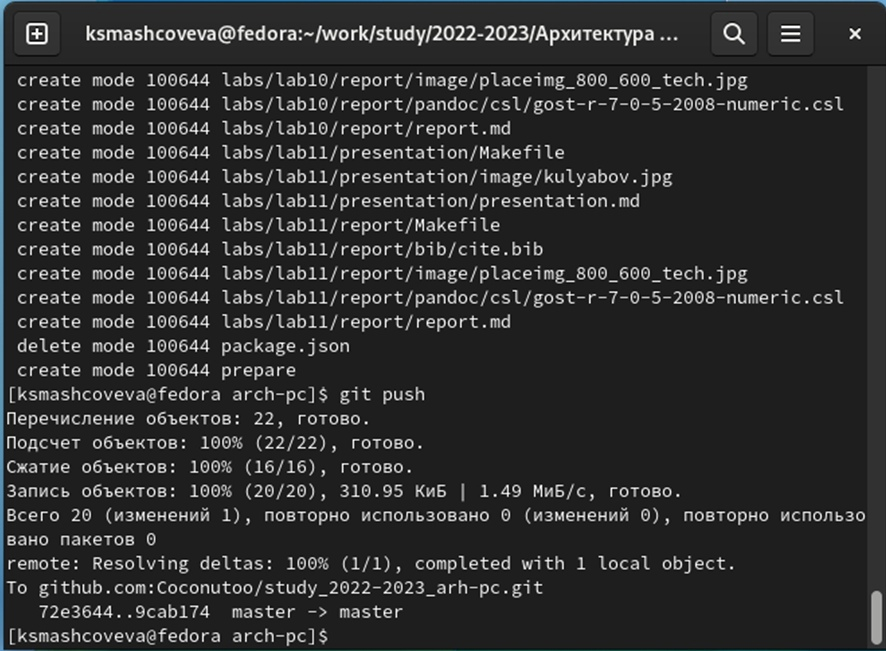 ksmashcoveva@fedora:~/work/study/2022-2023/Архитектура ...
create mode 100644 labs/lab10/report/image/placeimg_800_600_tech.jpg
create mode 100644 labs/lab10/report/pandoc/csl/gost-r-7-0-5-2008-numeric.csl
create mode 100644 labs/lab10/report/report.md
create mode 100644 labs/lab11/presentation/Makefile
create mode 100644 labs/lab11/presentation/image/kulyabov.jpg
create mode 100644 labs/lab11/presentation/presentation.md
create mode 100644 labs/lab11/report/Makefile
create mode 100644 labs/lab11/report/bib/cite.bib
create mode 100644 labs/lab11/report/image/placeimg_800_600_tech.jpg
create mode 100644 labs/lab11/report/pandoc/csl/gost-r-7-0-5-2008-numeric.csl
create mode 100644 labs/lab11/report/report.md
delete mode 100644 package.json
create mode 100644 prepare
[ksmashcoveva@fedora arch-pc]$ git push
Перечисление объектов: 22, готово.
Подсчет объектов: 100% (22/22), готово.
Сжатие объектов: 100% (16/16), готово.
Запись объектов: 100% (20/20), 310.95 КиБ | 1.49 МиБ/с, готово.
Всего 20 (изменений 1), повторно использовано 0 (изменений 0), повторно использо
вано пакетов 0
remote: Resolving deltas: 100% (1/1), completed with 1 local object.
To github.com:Coconutoo/study_2022-2023_arh-pc.git
72e3644..9cab174  master -> master
[ksmashcoveva@fedora arch-pc]$